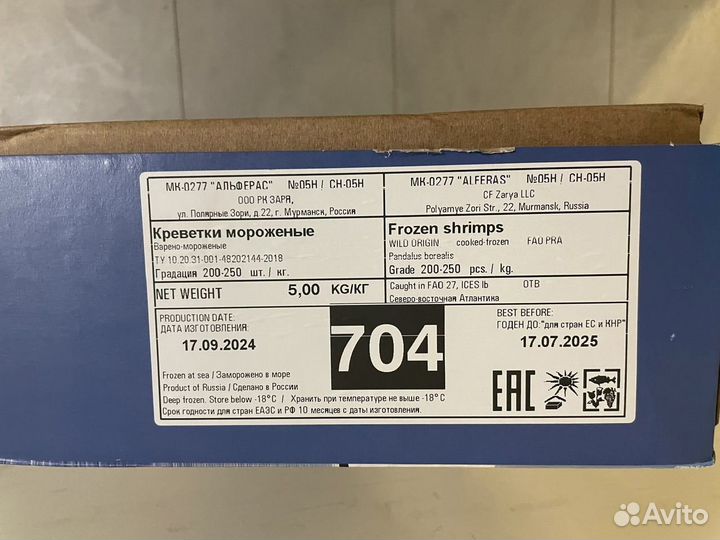 МК-0277 "АЛЬФЕРАС" №05Н / CH-05H
ООО РК ЗАРЯ,
ул. Полярные Зори, д.22, г. Мурманск, Россия
МК-0277 "ALFERAS" №05Н / CH-05H
CF Zarya LLC
Polyarnye Zori Str., 22, Murmansk, Russia
Креветки мороженые
Варено-мороженые
ТУ 10.20.31-001-48202144-2018
Градация 200-250 шт. / кг.
Frozen shrimps
WILD ORIGIN cooked-frozen FAO PRA
Pandalus borealis
Grade 200-250 pcs. / kg.
NET WEIGHT 5,00 KG/КГ
Caught in FAO 27, ICES Ib OTB
Северо-восточная Атлантика
PRODUCTION DATE:
ДАТА ИЗГОТОВЛЕНИЯ:
17.09.2024
704
BEST BEFORE:
ГОДЕН ДО: "для стран ЕС и КНР"
17.07.2025
Frozen at sea / Заморожено в море
Product of Russia / Сделано в России
Deep frozen. Store below -18°C / Хранить при температуре не выше -18°C
Срок годности для стран ЕАЭС и РФ 10 месяцев с даты изготовления.
EAC
Avito